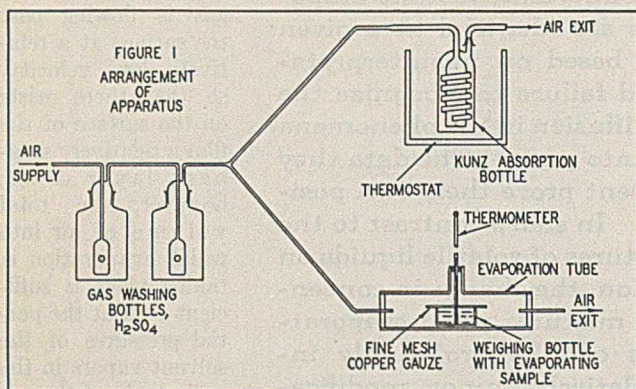 FIGURE I
ARRANGEMENT
OF
APPARATUS
AIR
SUPPLY
GAS WASHING
BOTTLES,
H2SO4
AIR EXIT
KUNZ ABSORPTION
BOTTLE
THERMOSTAT
THERMOMETER
EVAPORATION TUBE
AIR
EXIT
FINE MESH
COPPER GAUZE
WEIGHING BOTTLE
WITH EVAPORATING
SAMPLE